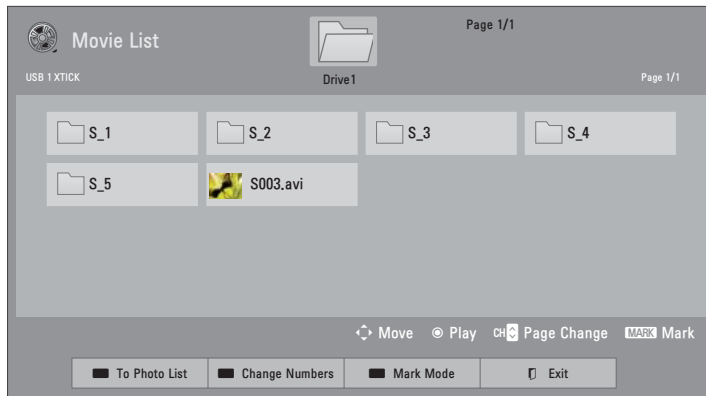 Page 1/1
Movie List
USB 1 XTICK
Drive1
Page 1/1
S_1
S_2
S_3
S_4
S_5
S003.avi
Move
Play
CH
Page Change
MARK
Mark
To Photo List
Change Numbers
Mark Mode
Exit